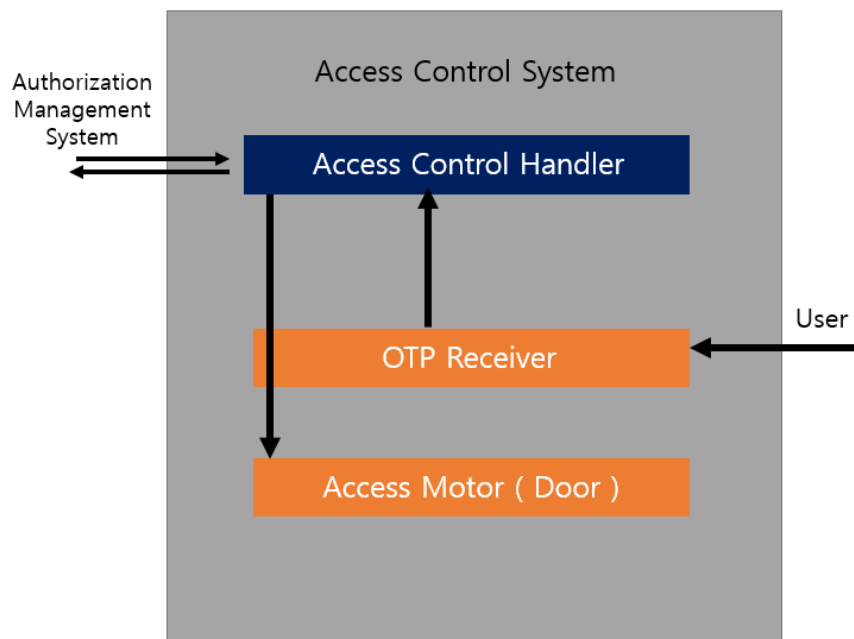 Access Control System
Authorization
Management
System
Access Control Handler
User
OTP Receiver
Access Motor ( Door )